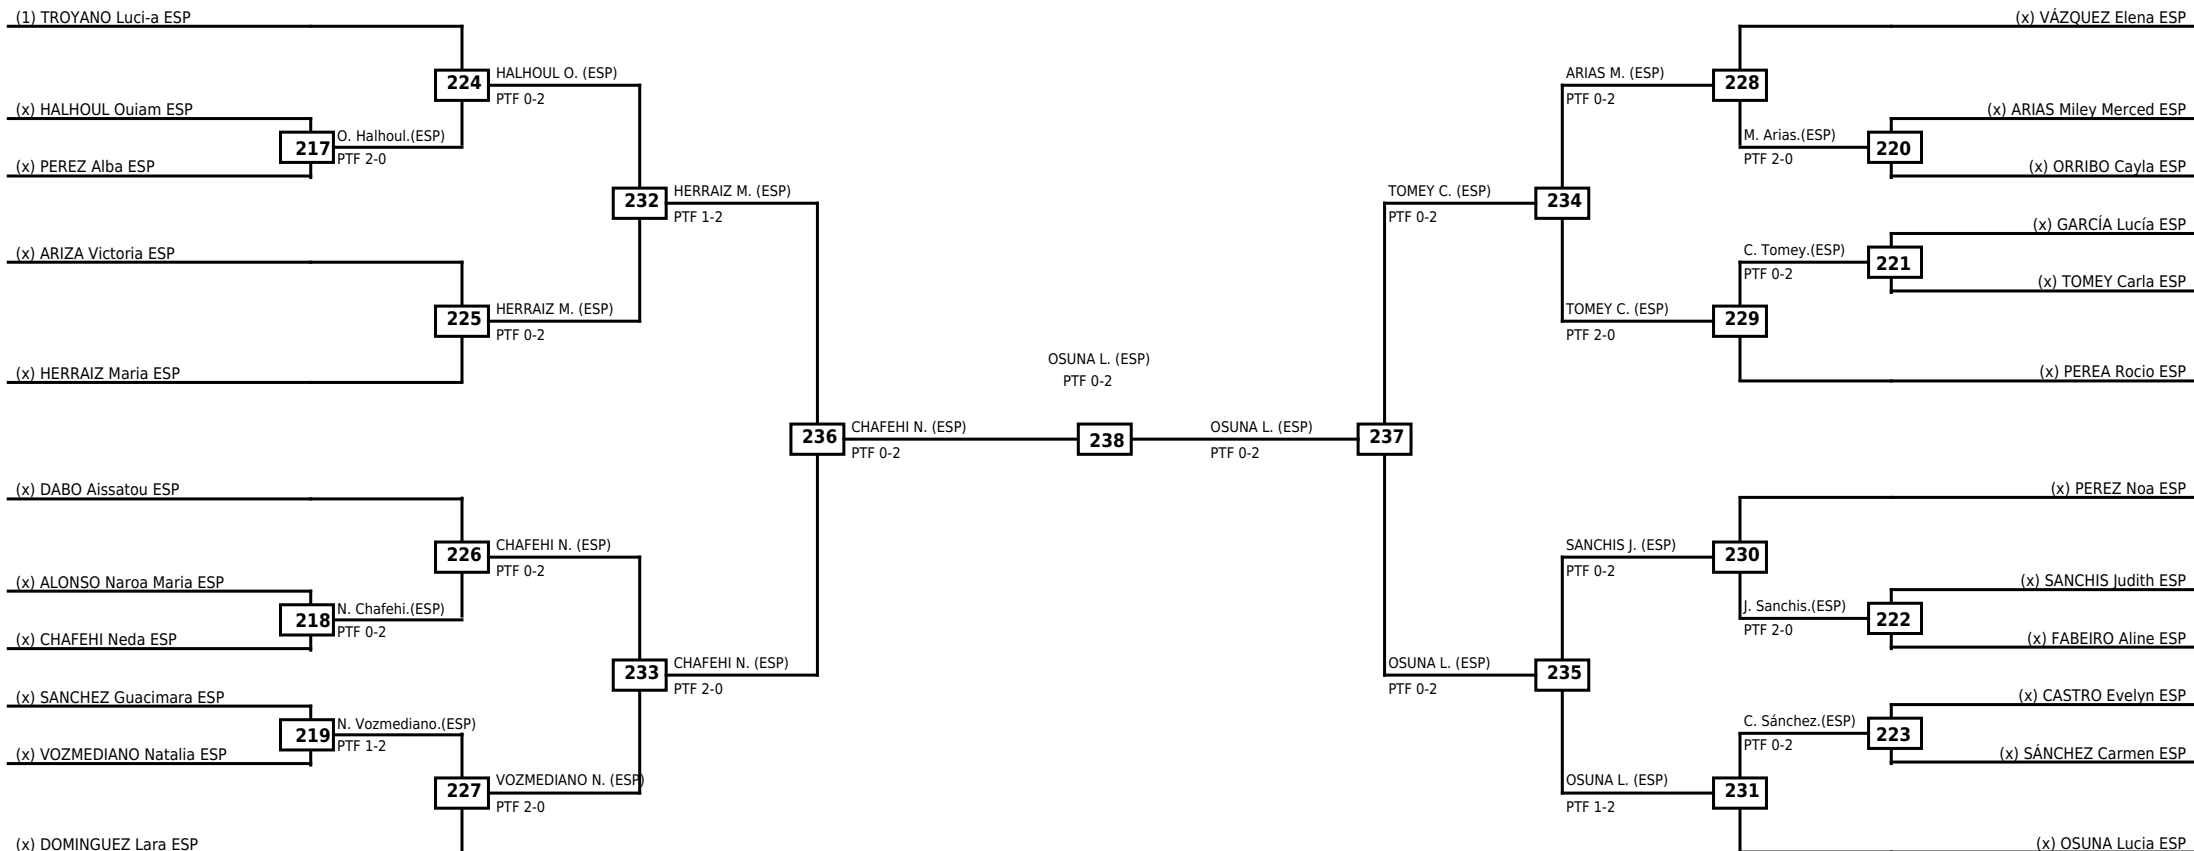 (1) TROYANO Luci-a ESP
(x) HALHOUL Ouiam ESP
(x) PEREZ Alba ESP
(x) ARIZA Victoria ESP
(x) HERRAIZ Maria ESP
(x) DABO Aissatou ESP
(x) ALONSO Naroa Maria ESP
(x) CHAFEHI Neda ESP
(x) SANCHEZ Guacimara ESP
(x) VOZMEDIANO Natalia ESP
(x) DOMINGUEZ Lara ESP
217
O. Halhoul.(ESP)
PTF 2-0
218
N. Chafehi.(ESP)
PTF 0-2
219
N. Vozmediano.(ESP)
PTF 1-2
224
HALHOUL O. (ESP)
PTF 0-2
225
HERRAIZ M. (ESP)
PTF 0-2
226
CHAFEHI N. (ESP)
PTF 0-2
227
VOZMEDIANO N. (ESP)
PTF 2-0
232
HERRAIZ M. (ESP)
PTF 1-2
233
CHAFEHI N. (ESP)
PTF 2-0
236
CHAFEHI N. (ESP)
PTF 0-2
OSUNA L. (ESP)
PTF 0-2
238
OSUNA L. (ESP)
PTF 0-2
237
TOMEY C. (ESP)
PTF 0-2
234
OSUNA L. (ESP)
PTF 0-2
235
ARIAS M. (ESP)
PTF 0-2
228
TOMEY C. (ESP)
PTF 2-0
229
SANCHIS J. (ESP)
PTF 0-2
230
OSUNA L. (ESP)
PTF 1-2
231
M. Arias.(ESP)
PTF 2-0
220
C. Tomey.(ESP)
PTF 0-2
221
J. Sanchis.(ESP)
PTF 2-0
222
C. Sánchez.(ESP)
PTF 0-2
223
(x) VÁZQUEZ Elena ESP
(x) ARIAS Miley Merced ESP
(x) ORRIBO Cayla ESP
(x) GARCÍA Lucía ESP
(x) TOMEY Carla ESP
(x) PEREA Rocio ESP
(x) PEREZ Noa ESP
(x) SANCHIS Judith ESP
(x) FABEIRO Aline ESP
(x) CASTRO Evelyn ESP
(x) SÁNCHEZ Carmen ESP
(x) OSUNA Lucia ESP